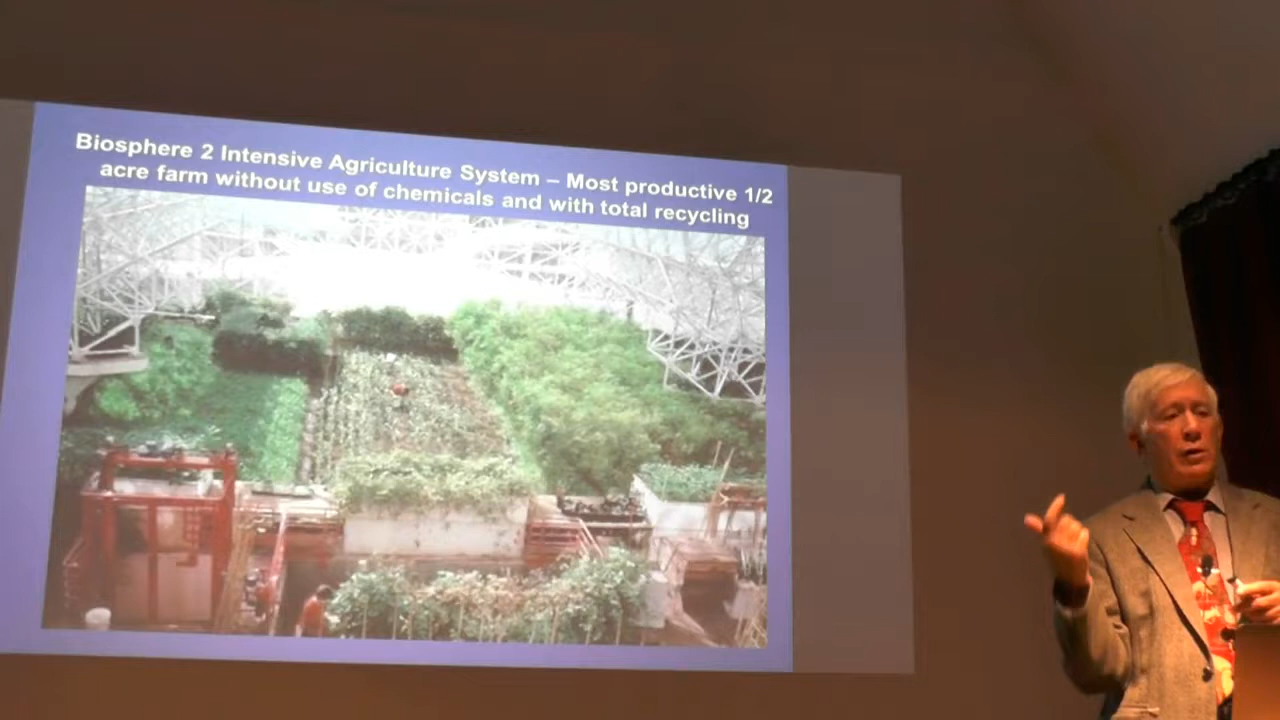 Biosphere 2 Intensive Agriculture System – Most productive 1/2
acre farm without use of chemicals and with total recycling